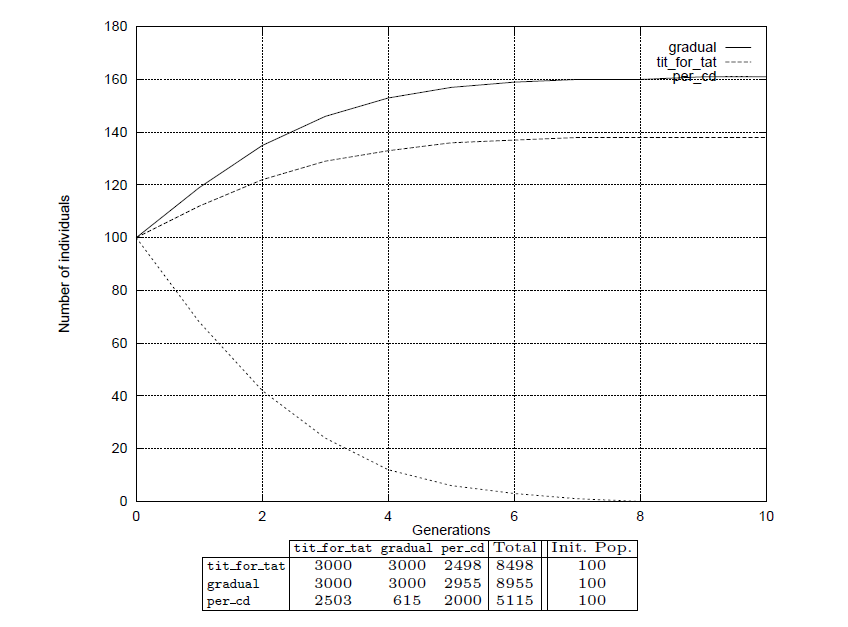 180
gradual
tit_for_tat
160
per_cd
140
120
100
Number of individuals
80
60
40
20
0
0 2 4 6 8 10
Generations
tit_for_tat gradual per_cd Total Init. Pop.
tit_for_tat 3000 3000 2498 8498 100
gradual 3000 3000 2955 8955 100
per_cd 2503 615 2000 5115 100